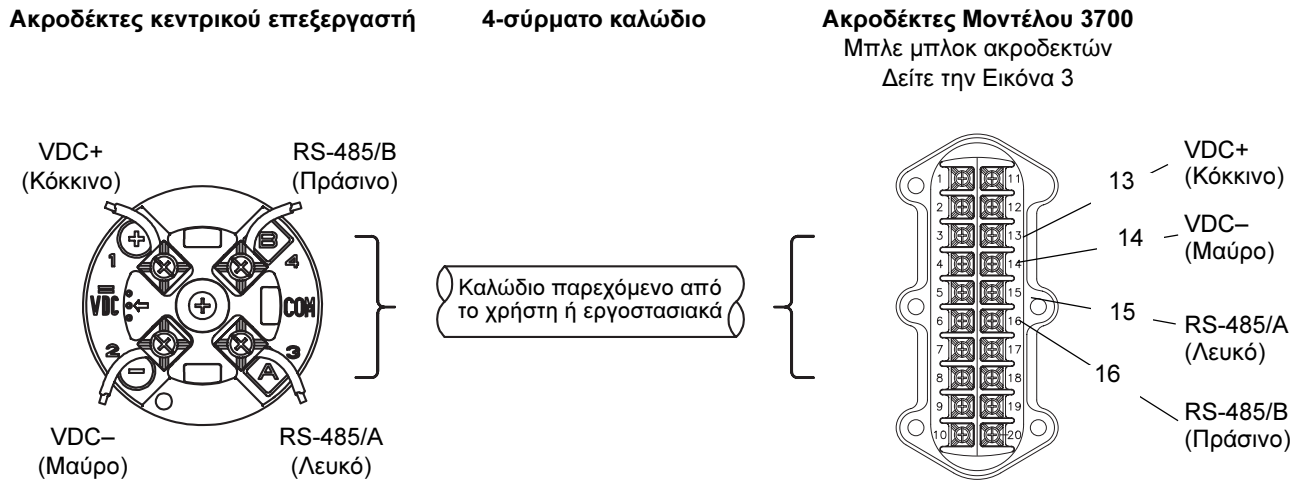 Ακροδέκτες κεντρικού επεξεργαστή
4-σύρματο καλώδιο
Ακροδέκτες Μοντέλου 3700
Μπλε μπλοκ ακροδεκτών
Δείτε την Εικόνα 3
VDC+
(Κόκκινο)
RS-485/B
(Πράσινο)
+
B
1
4
VDC
COM
2
3
–
A
VDC–
(Μαύρο)
RS-485/A
(Λευκό)
Καλώδιο παρεχόμενο από
το χρήστη ή εργοστασιακά
1
11
2
12
3
13
4
14
5
15
6
16
7
17
8
18
9
19
10
20
13
VDC+
(Κόκκινο)
14
VDC–
(Μαύρο)
15
RS-485/A
(Λευκό)
16
RS-485/B
(Πράσινο)